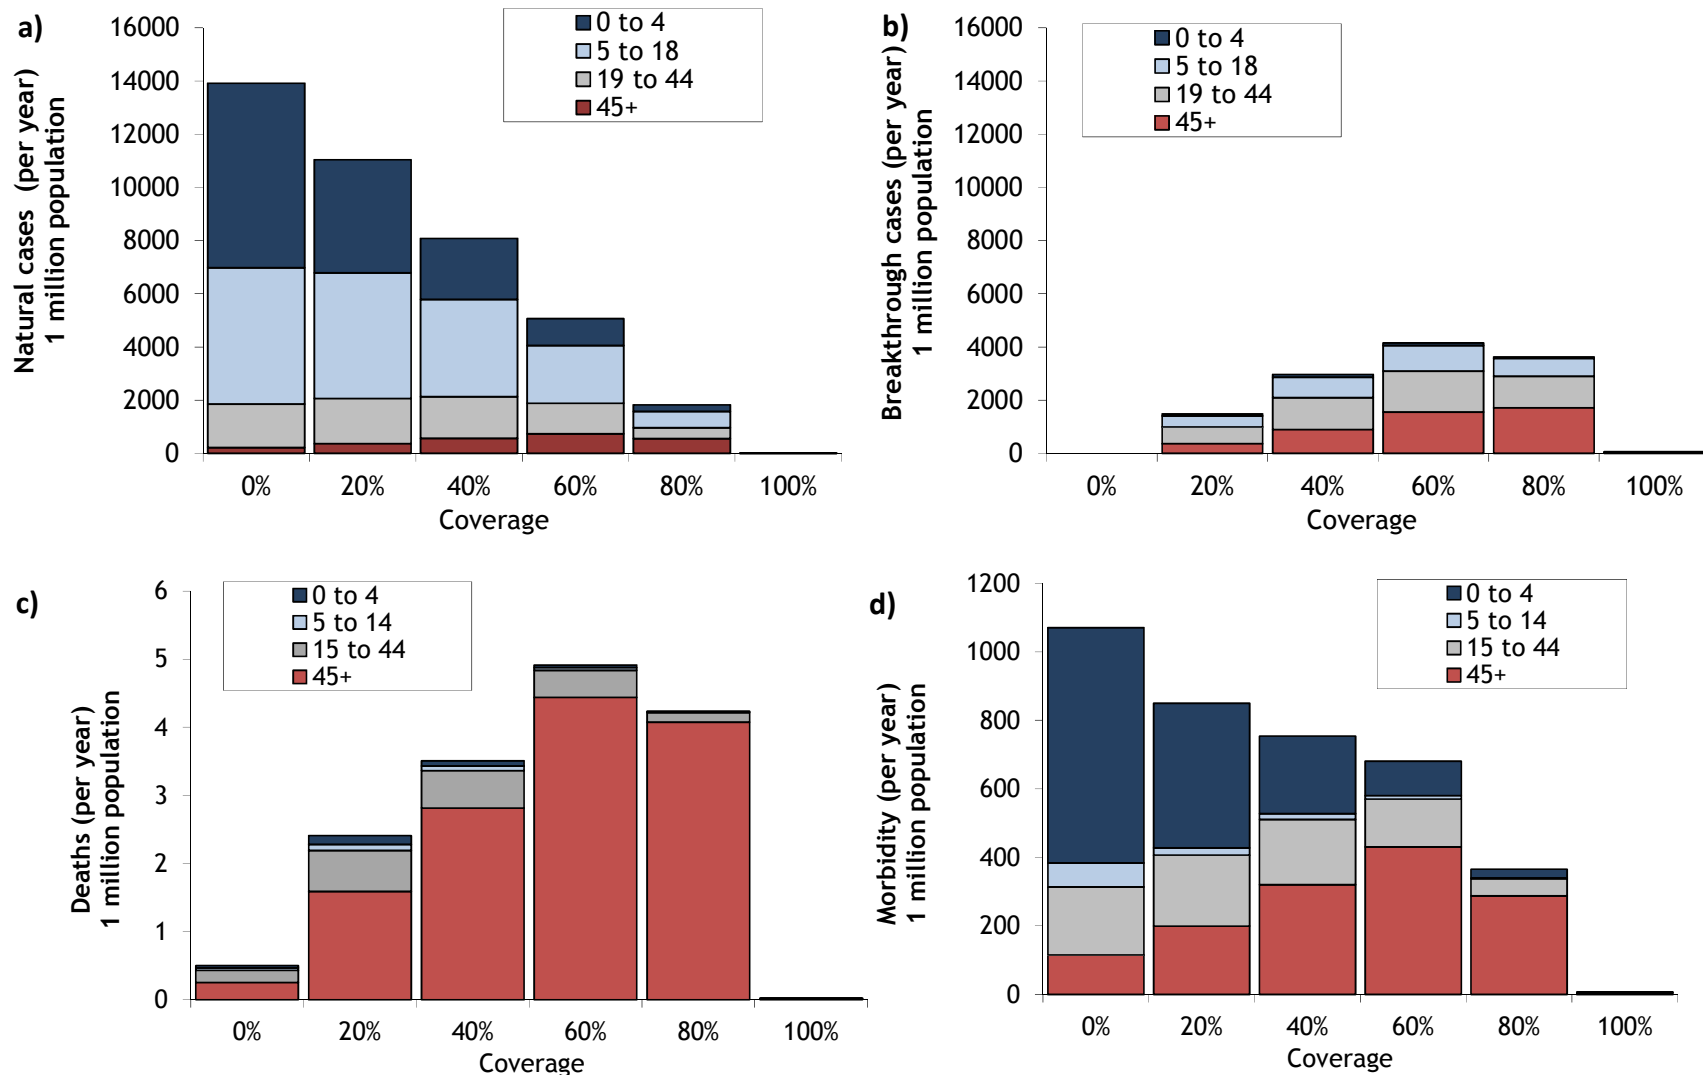 a)
Natural cases (per year)
1 million population
16000
14000
12000
10000
8000
6000
4000
2000
0
0 to 4
5 to 18
19 to 44
45+
0% 20% 40% 60% 80% 100%
Coverage
b)
Breakthrough cases (per year)
1 million population
16000
14000
12000
10000
8000
6000
4000
2000
0
0 to 4
5 to 18
19 to 44
45+
0% 20% 40% 60% 80% 100%
Coverage
c)
Deaths (per year)
1 million population
6
5
4
3
2
1
0
0 to 4
5 to 14
15 to 44
45+
0% 20% 40% 60% 80% 100%
Coverage
d)
Morbidity (per year)
1 million population
1200
1000
800
600
400
200
0
0 to 4
5 to 14
15 to 44
45+
0% 20% 40% 60% 80% 100%
Coverage